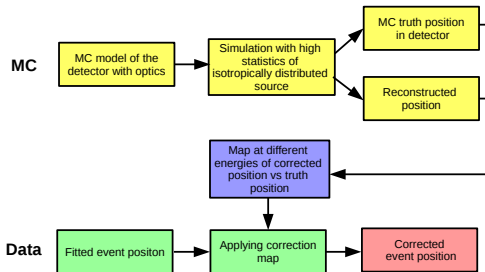 MC
MC model of the
detector with optics
Simulation with high
statistics of
isotropically distributed
source
MC truth position
in detector
Reconstructed
position
Map at different
energies of corrected
position vs truth
position
Data
Fitted event positon
Applying correction
map
Corrected
event position